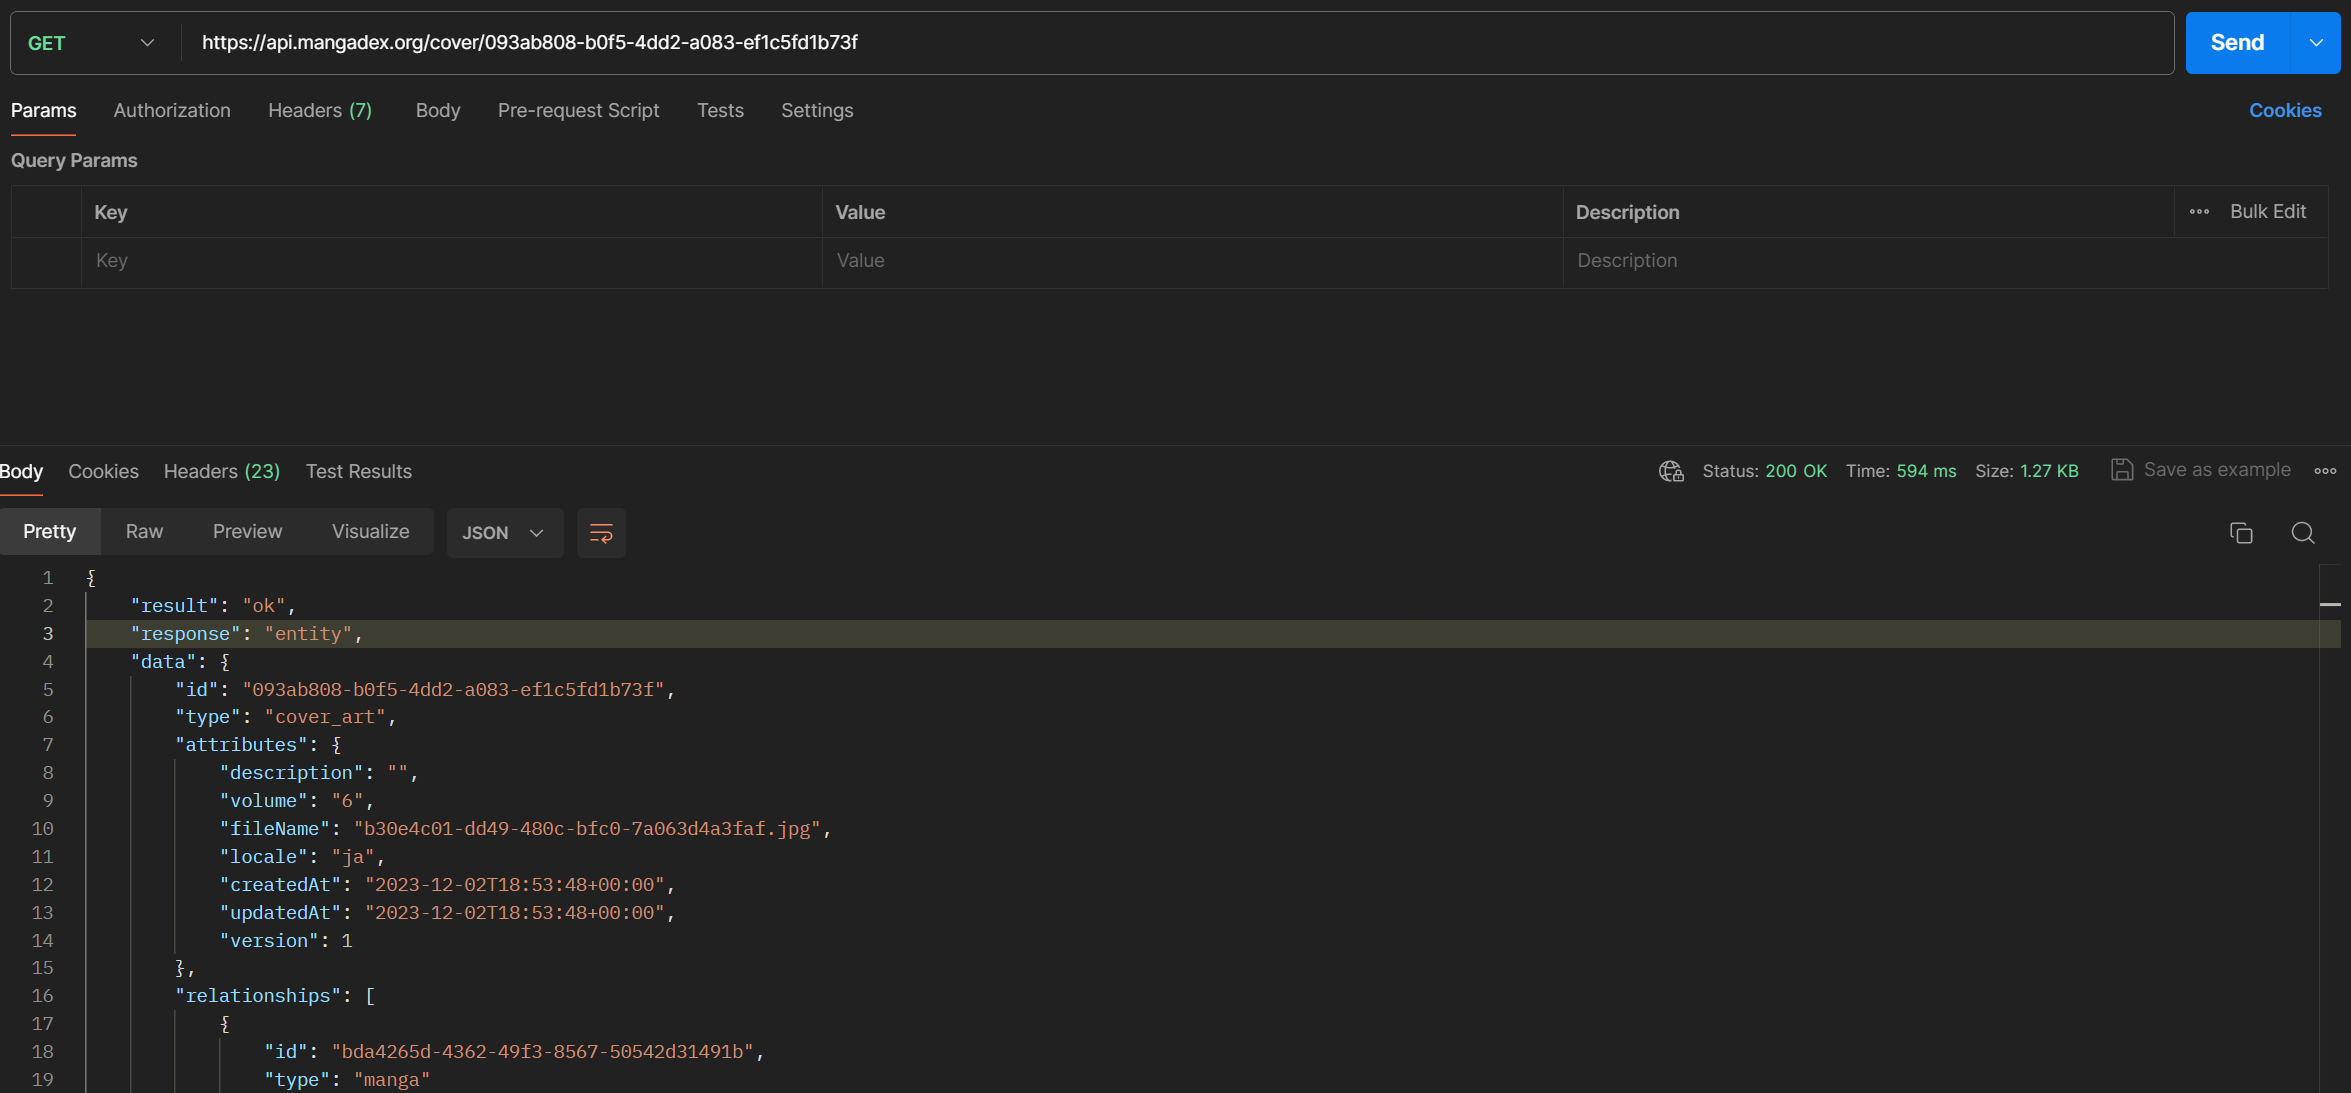 GET https://api.mangadex.org/cover/093ab808-b0f5-4dd2-a083-ef1c5fd1b73f Send
Params Authorization Headers (7) Body Pre-request Script Tests Settings Cookies
Query Params
Key Value Description Bulk Edit
Key Value Description
Body Cookies Headers (23) Test Results Status: 200 OK Time: 594 ms Size: 1.27 KB Save as example
Pretty Raw Preview Visualize JSON
1 {
2 "result": "ok",
3 "response": "entity",
4 "data": {
5 "id": "093ab808-b0f5-4dd2-a083-ef1c5fd1b73f",
6 "type": "cover_art",
7 "attributes": {
8 "description": "",
9 "volume": "6",
10 "fileName": "b30e4c01-dd49-480c-bfc0-7a063d4a3faf.jpg",
11 "locale": "ja",
12 "createdAt": "2023-12-02T18:53:48+00:00",
13 "updatedAt": "2023-12-02T18:53:48+00:00",
14 "version": 1
15 },
16 "relationships": [
17 {
18 "id": "bda4265d-4362-49f3-8567-50542d31491b",
19 "type": "manga"